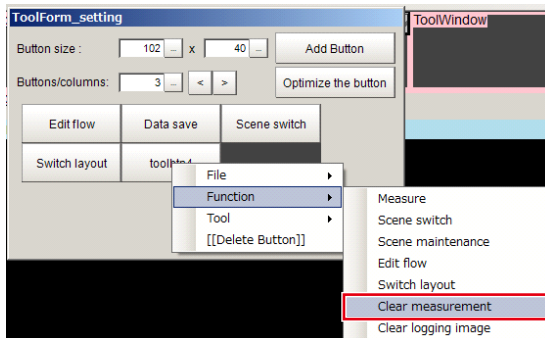 ToolForm_setting
ToolWindow
Button size : 102 ... x 40 ... Add Button
Buttons/columns: 3 ... < > Optimize the button
Edit flow Data save Scene switch
Switch layout toolbtn4
File
Function
Tool
[[Delete Button]]
Measure
Scene switch
Scene maintenance
Edit flow
Switch layout
Clear measurement
Clear logging image